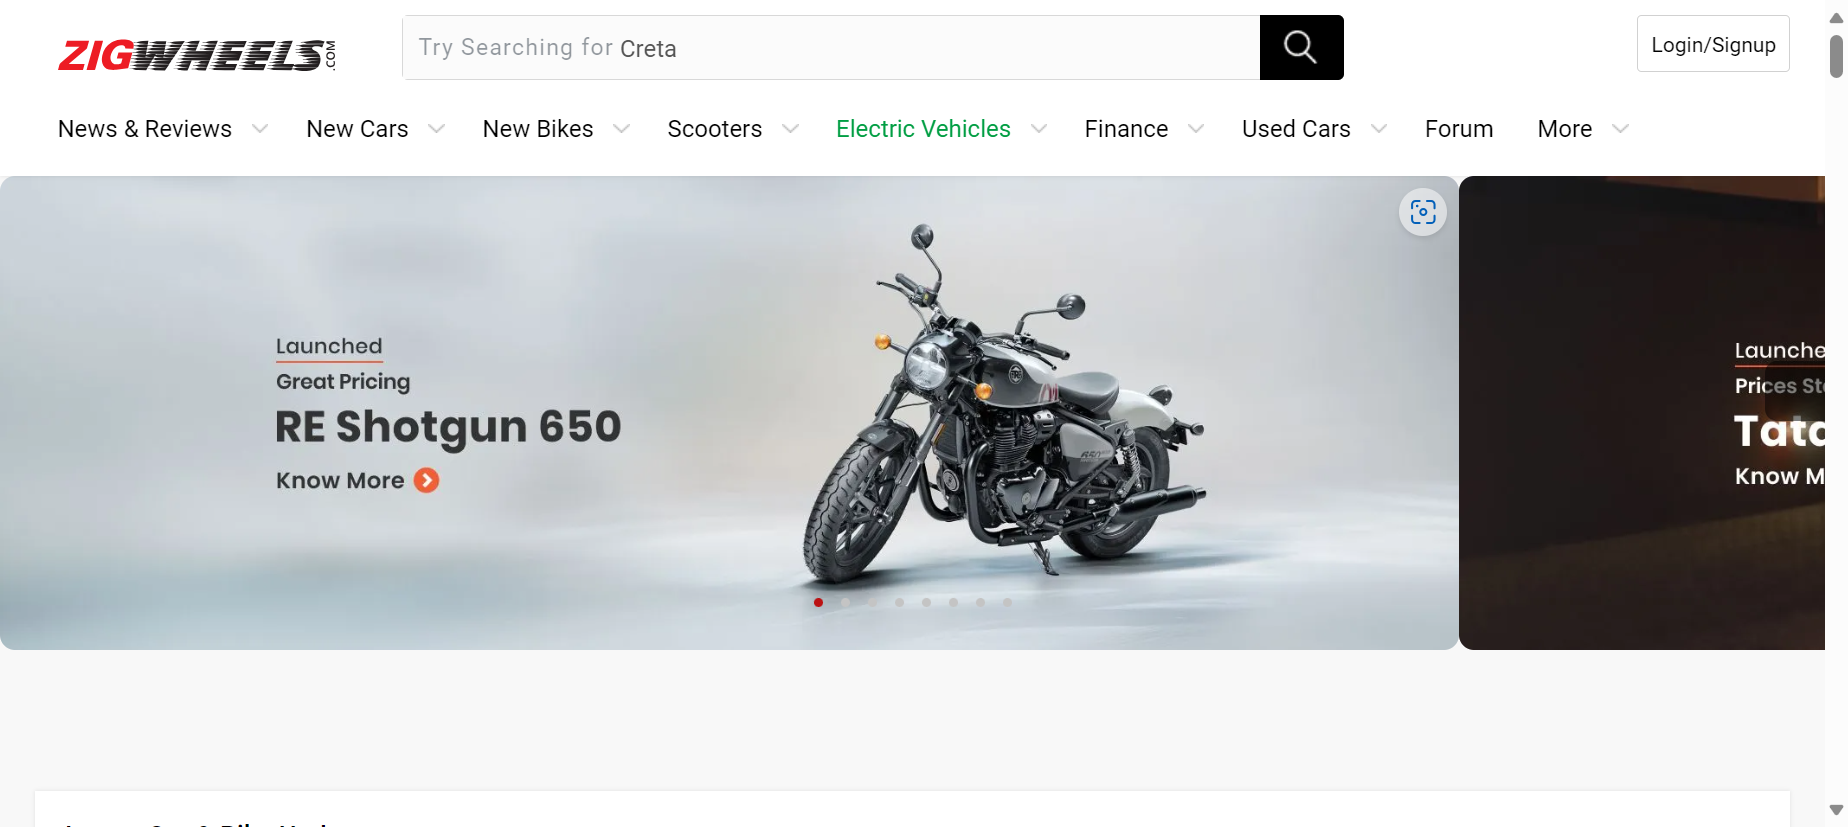 ZIGWHEELS.COM
Try Searching for Creta
Login/Signup
News & Reviews
New Cars
New Bikes
Scooters
Electric Vehicles
Finance
Used Cars
Forum
More
Launched
Great Pricing
RE Shotgun 650
Know More
Launche
Prices St
Tata
Know M